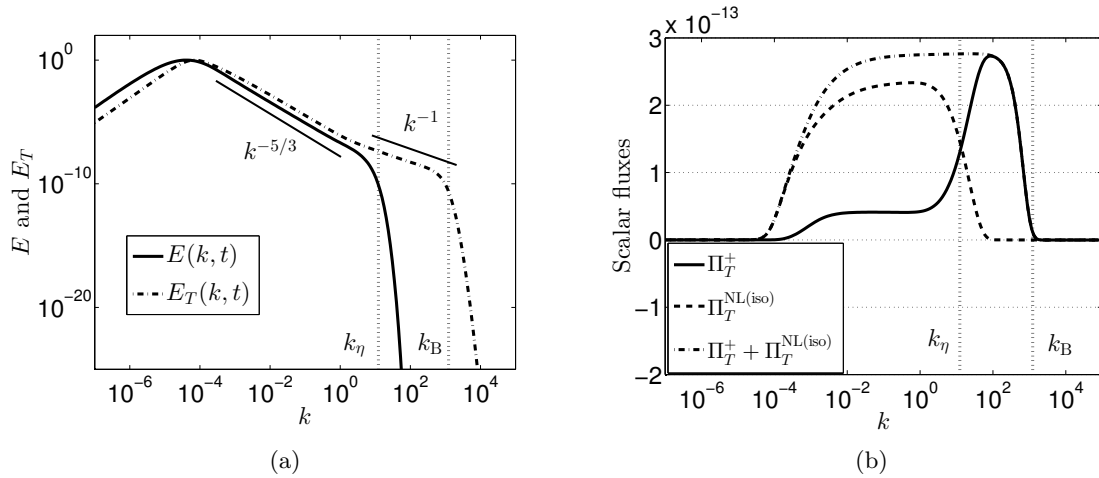 10^0
10^{-10}
10^{-20}
E and E_T
k^{-5/3}
k^{-1}
E(k, t)
E_T(k, t)
k_η
k_B
10^{-6} 10^{-4} 10^{-2} 10^0 10^2 10^4
k
(a)
3 x 10^{-13}
2
1
0
−1
−2
Scalar fluxes
Π_T^+
Π_T^{NL(iso)}
Π_T^+ + Π_T^{NL(iso)}
k_η
k_B
10^{-6} 10^{-4} 10^{-2} 10^0 10^2 10^4
k
(b)